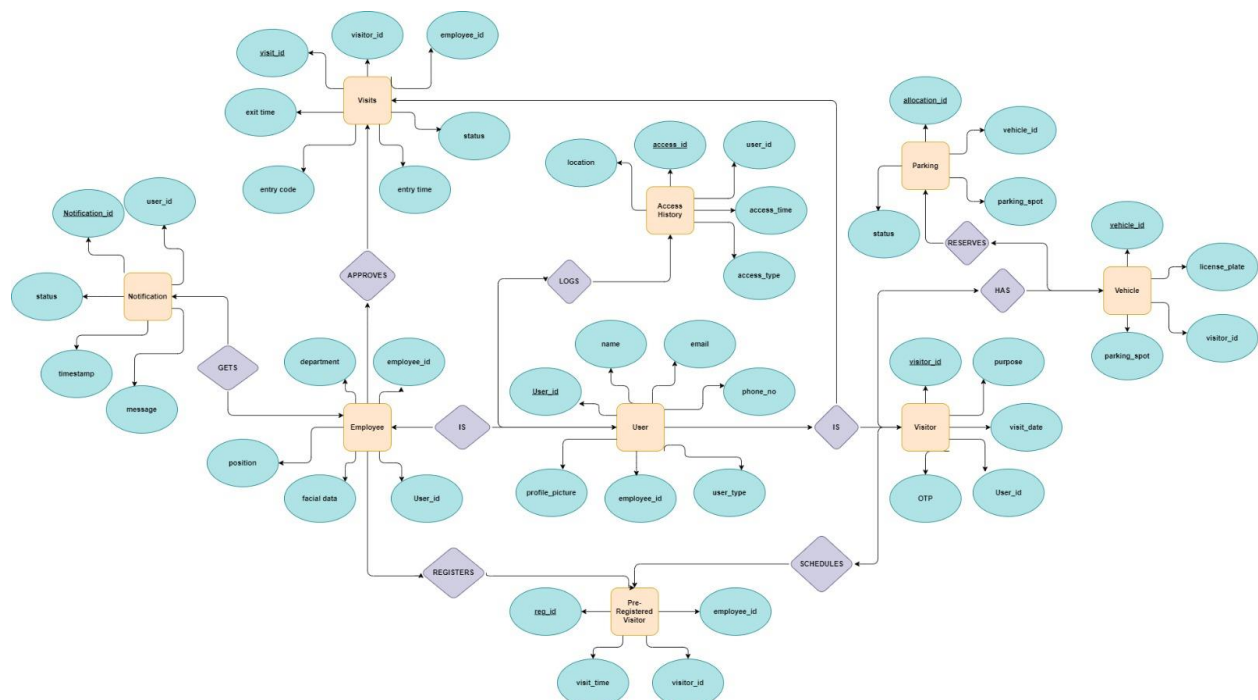 visitor_id
employee_id
visit_id
Visits
exit time
status
entry code
entry time
allocation_id
vehicle_id
Parking
parking_spot
status
access_id
user_id
location
Access
History
access_time
access_type
RESERVES
vehicle_id
license_plate
Vehicle
visitor_id
parking_spot
HAS
user_id
Notification_id
status
Notification
timestamp
message
GETS
APPROVES
LOGS
department
employee_id
Employee
position
facial data
User_id
IS
name
email
User_id
phone_no
User
profile_picture
employee_id
user_type
IS
visitor_id
purpose
Visitor
visit_date
OTP
User_id
REGISTERS
SCHEDULES
reg_id
Pre-
Registered
Visitor
employee_id
visit_time
visitor_id